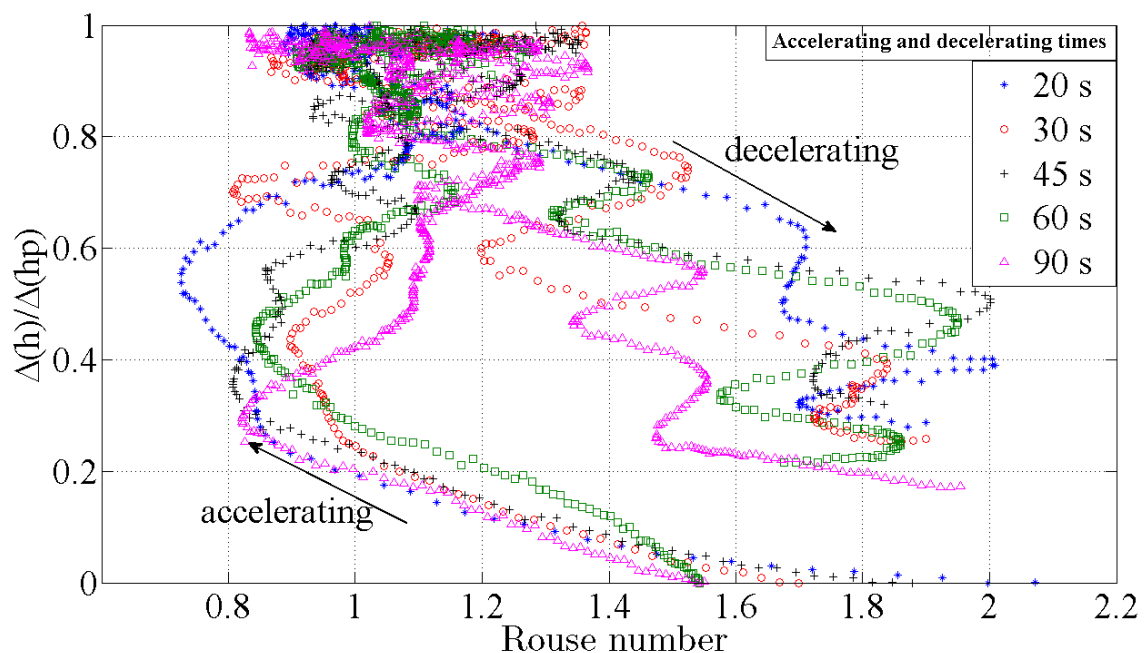 Accelerating and decelerating times
20 s
30 s
45 s
60 s
90 s
decelerating
accelerating
Δ(h)/Δ(hp)
1
0.8
0.6
0.4
0.2
0
0.8 1 1.2 1.4 1.6 1.8 2 2.2
Rouse number